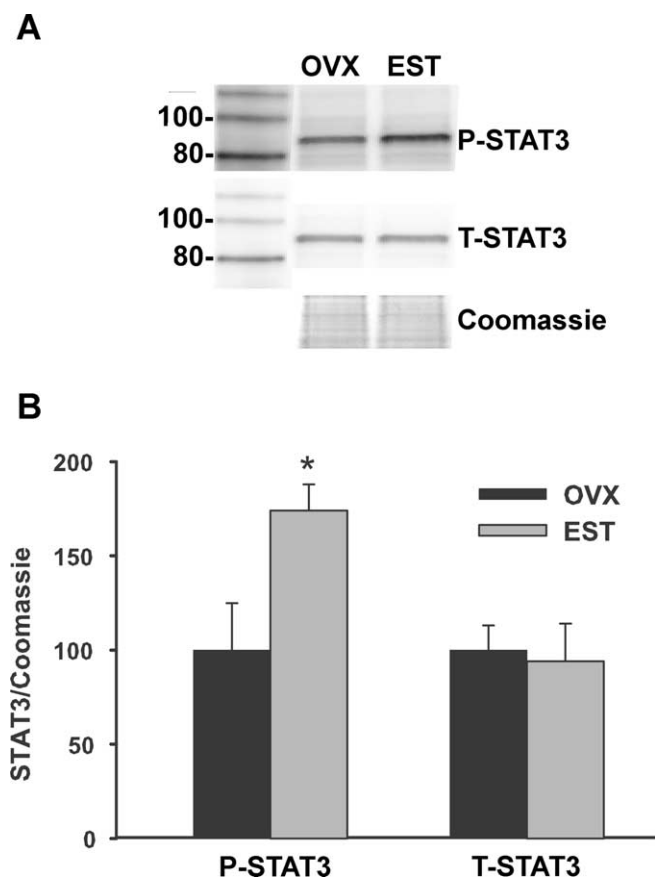 A
OVX EST
100-
80-
P-STAT3
100-
80-
T-STAT3
Coomassie
B
STAT3/Coomassie
200
150
100
50
0
*
OVX
EST
P-STAT3 T-STAT3